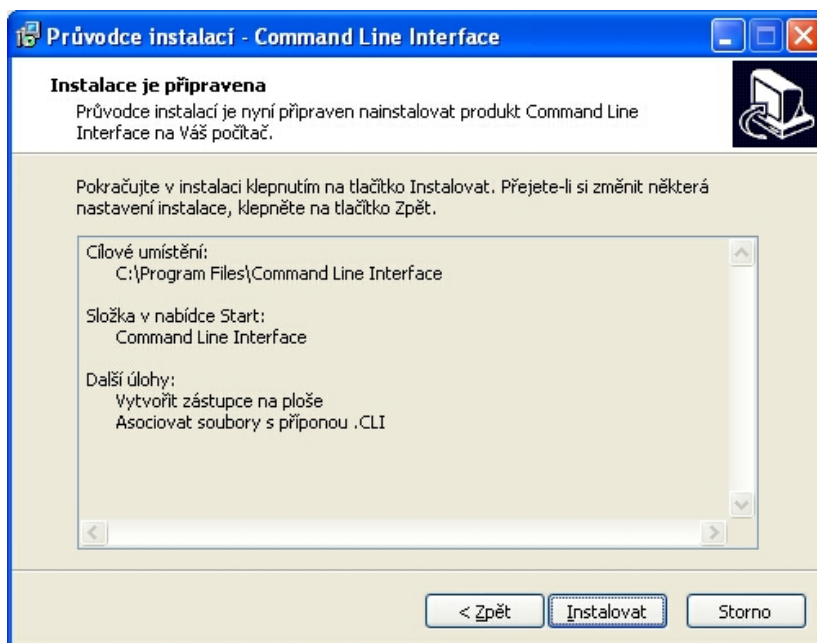 Průvodce instalací - Command Line Interface
Instalace je připravena
Průvodce instalací je nyní připraven nainstalovat produkt Command Line
Interface na Váš počítač.
Pokračujte v instalaci klepnutím na tlačítko Instalovat. Přejete-li si změnit některá
nastavení instalace, klepněte na tlačítko Zpět.
Cílové umístění:
C:\Program Files\Command Line Interface
Složka v nabídce Start:
Command Line Interface
Další úlohy:
Vytvořit zástupce na ploše
Asociovat soubory s příponou .CLI
< Zpět
Instalovat
Storno